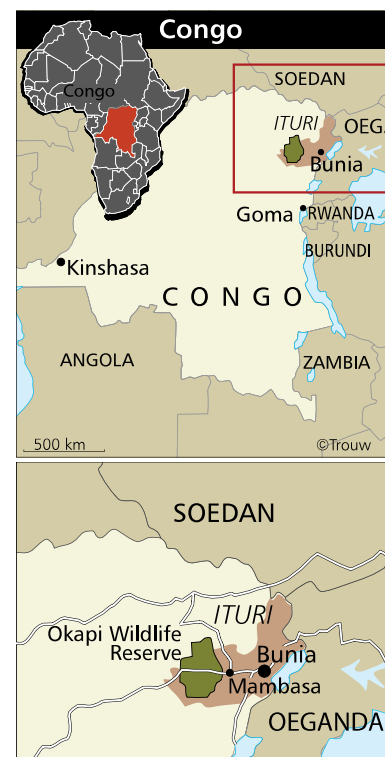 Congo
Congo
SOEDAN
ITURI
OEGA
Bunia
Goma
RWANDA
BURUNDI
Kinshasa
CONGO
ANGOLA
ZAMBIA
500 km
©Trouw
SOEDAN
ITURI
Okapi Wildlife
Reserve
Bunia
Mambasa
OEGANDA